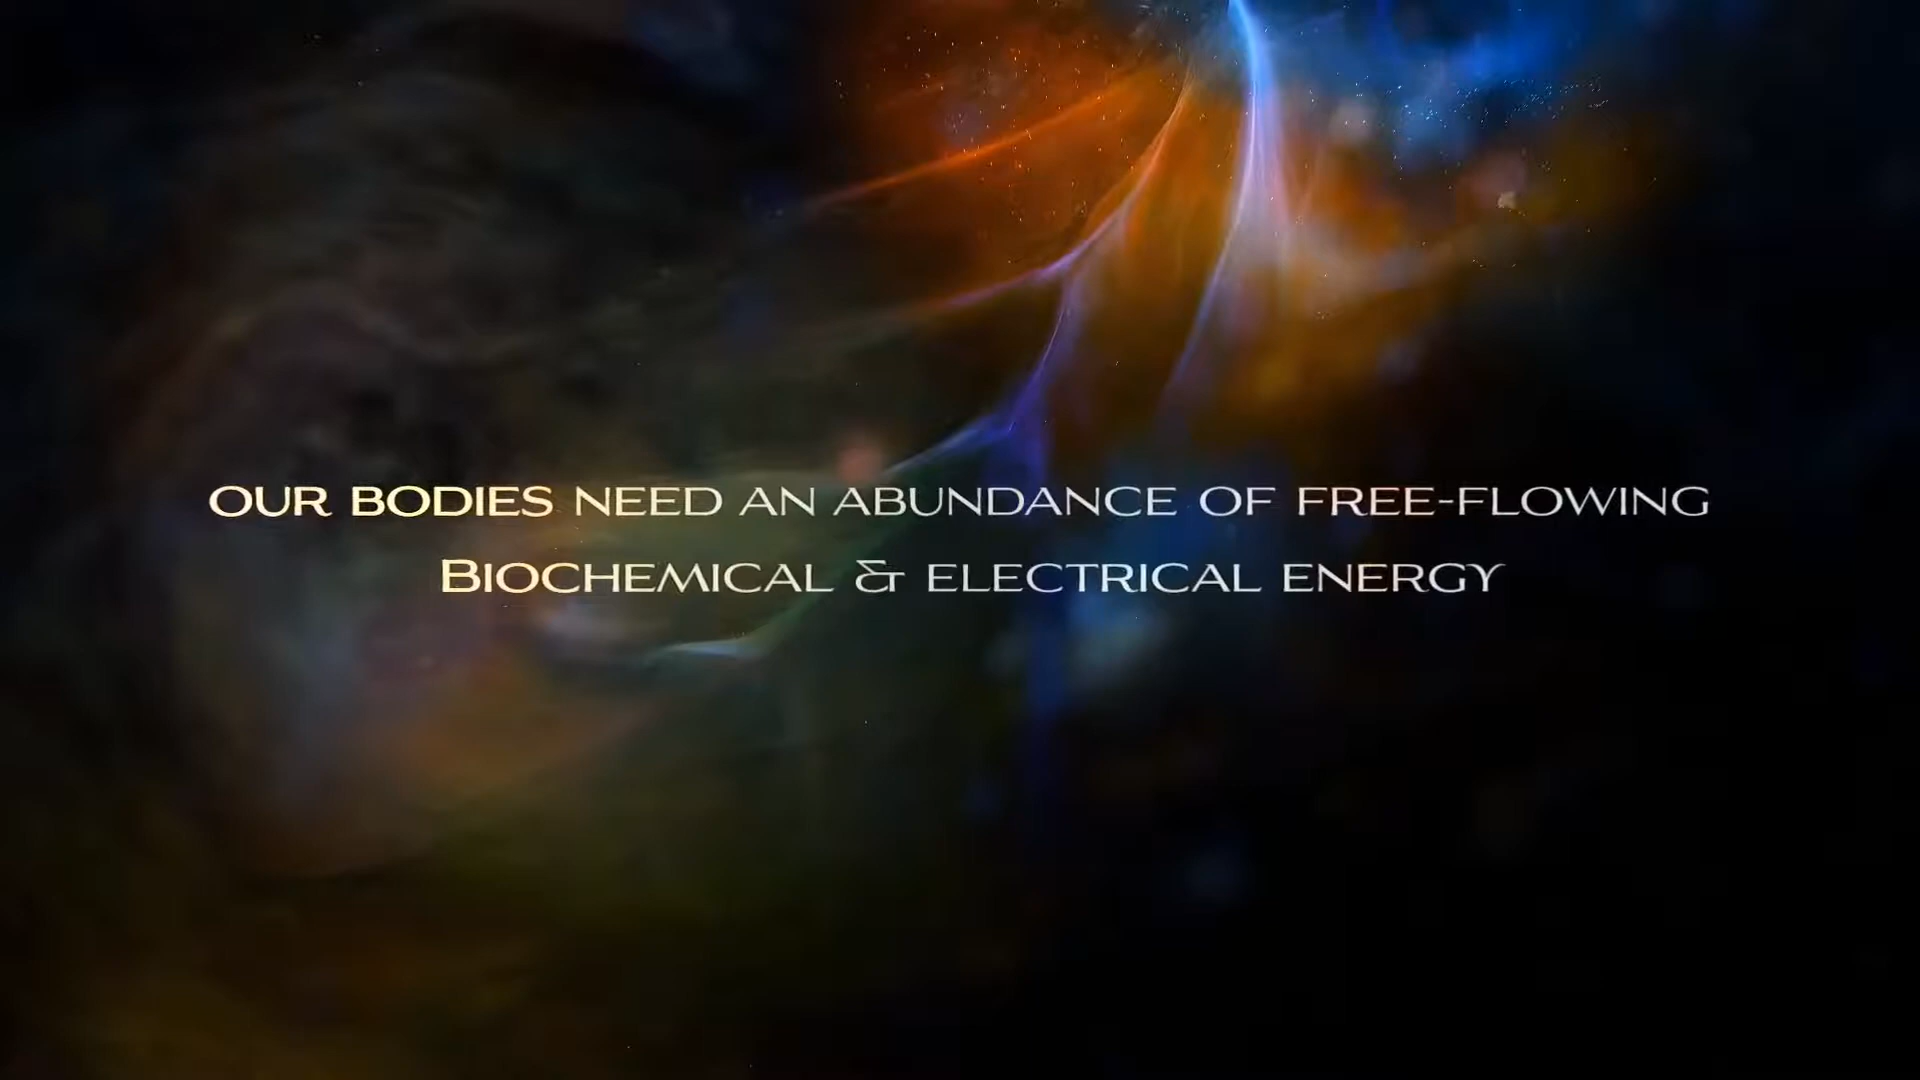 OUR BODIES NEED AN ABUNDANCE OF FREE-FLOWING
BIOCHEMICAL & ELECTRICAL ENERGY